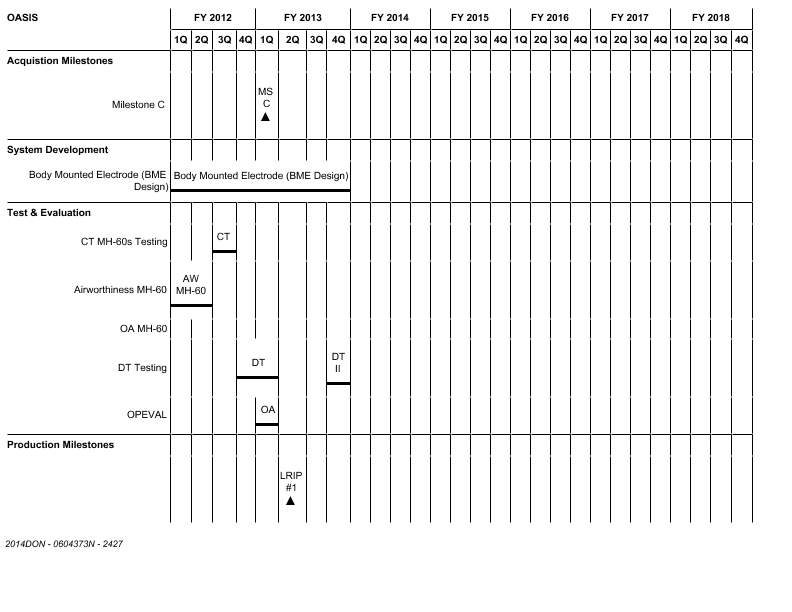 OASIS FY 2012 FY 2013 FY 2014 FY 2015 FY 2016 FY 2017 FY 2018
1Q 2Q 3Q 4Q 1Q 2Q 3Q 4Q 1Q 2Q 3Q 4Q 1Q 2Q 3Q 4Q 1Q 2Q 3Q 4Q 1Q 2Q 3Q 4Q 1Q 2Q 3Q 4Q
Acquistion Milestones
Milestone C
MS
C
System Development
Body Mounted Electrode (BME
Design)
Body Mounted Electrode (BME Design)
Test & Evaluation
CT MH-60s Testing
CT
Airworthiness MH-60
AW
MH-60
OA MH-60
DT Testing
DT
DT
II
OPEVAL
OA
Production Milestones
LRIP
#1
2014DON - 0604373N - 2427